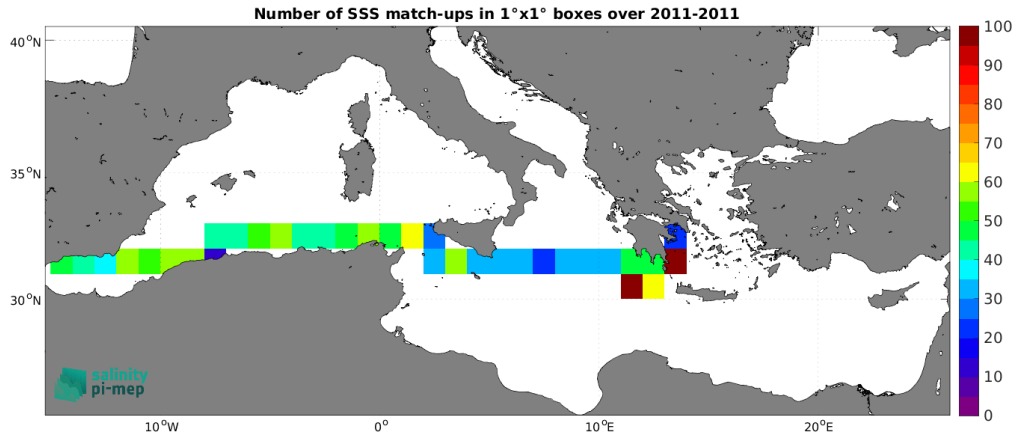 Number of SSS match-ups in 1°x1° boxes over 2011-2011
40°N
35°N
30°N
10°W
0°
10°E
20°E
100
90
80
70
60
50
40
30
20
10
0
salinity
pi-mep